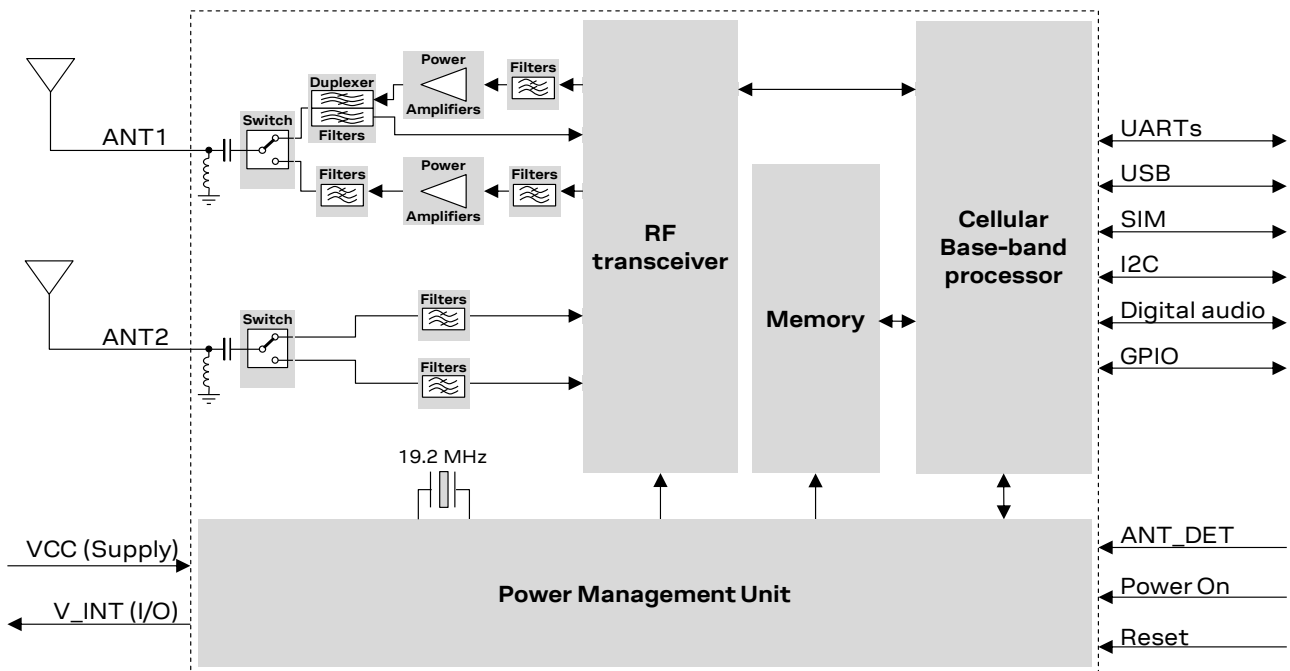 Power
Amplifiers
Filters
Duplexer
Filters
Switch
ANT1
Filters
Power
Amplifiers
Filters
RF
transceiver
Memory
Cellular
Base-band
processor
UARTs
USB
SIM
I2C
Digital audio
GPIO
ANT2
Switch
Filters
Filters
19.2 MHz
VCC (Supply)
V_INT (I/O)
Power Management Unit
ANT_DET
Power On
Reset